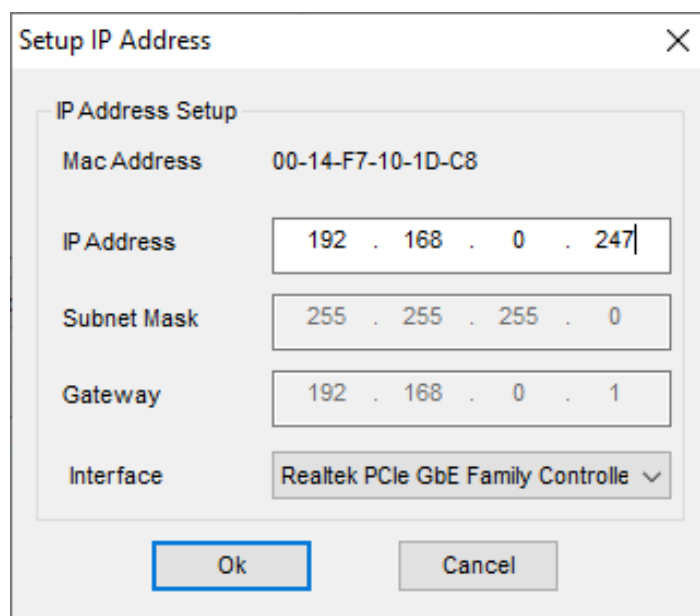 Setup IP Address
IP Address Setup
Mac Address 00-14-F7-10-1D-C8
IP Address 192 . 168 . 0 . 247
Subnet Mask 255 . 255 . 255 . 0
Gateway 192 . 168 . 0 . 1
Interface Realtek PCIe GbE Family Controlle
Ok Cancel